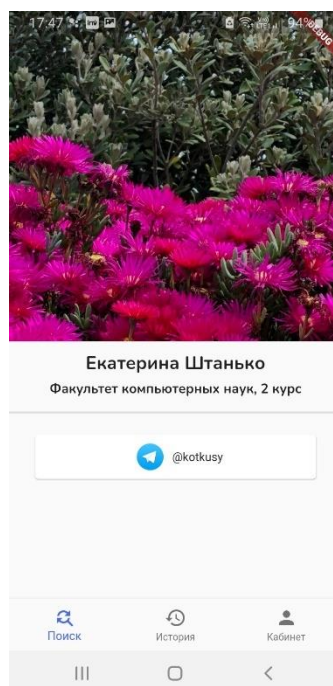 17:47 94%
DEBUG
Екатерина Штанько
Факультет компьютерных наук, 2 курс
@kotkusy
Поиск
История
Кабинет